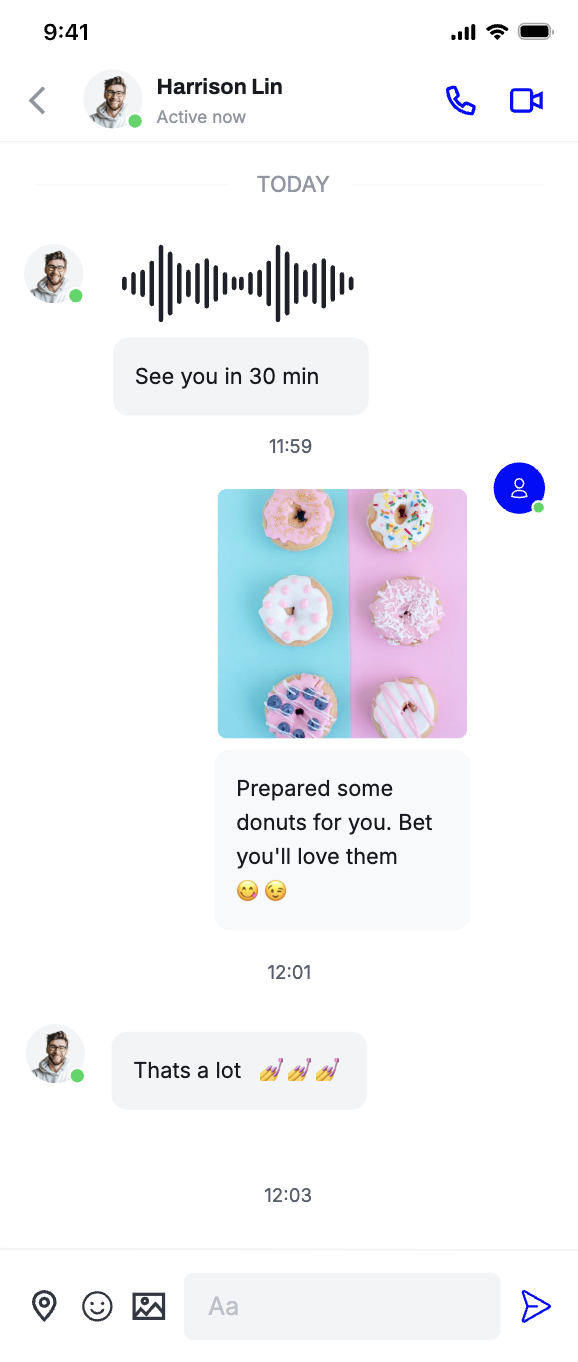 9:41
Harrison Lin
Active now
TODAY
See you in 30 min
11:59
Prepared some
donuts for you. Bet
you'll love them
😋 😉
12:01
Thats a lot 💅💅💅
12:03
Aa